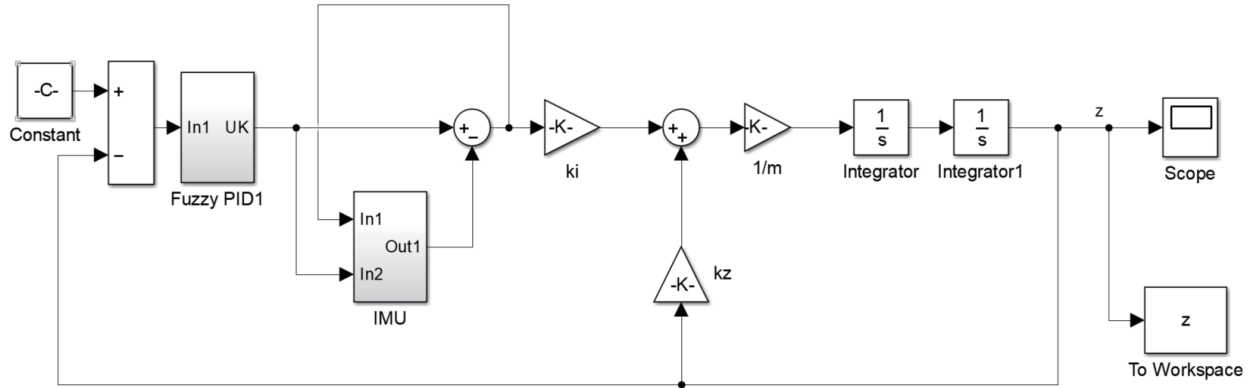 -C-
Constant
+
−
In1 UK
Fuzzy PID1
+
−
In1
In2
Out1
IMU
-K-
ki
+
+
-K-
1/m
-K-
kz
1
s
Integrator
1
s
Integrator1
z
Scope
z
To Workspace